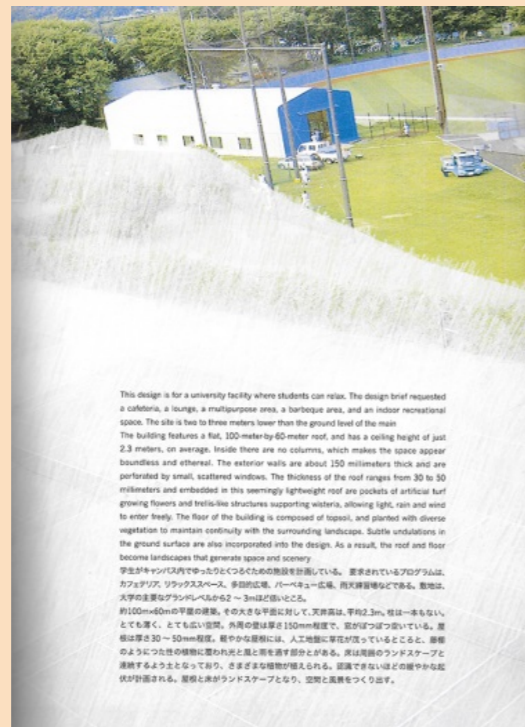 This design is for a university facility where students can relax. The design brief requested
a cafeteria, a lounge, a multipurpose area, a barbeque area, and an indoor recreational
space. The site is two to three meters lower than the ground level of the main
The building features a flat, 100-meter-by-60-meter roof, and has a ceiling height of just
2.3 meters, on average. Inside there are no columns, which makes the space appear
boundless and ethereal. The exterior walls are about 150 millimeters thick and are
perforated by small, scattered windows. The thickness of the roof ranges from 30 to 50
millimeters and embedded in this seemingly lightweight roof are pockets of artificial turf
growing flowers and trellis-like structures supporting wisteria, allowing light, rain and wind
to enter freely. The floor of the building is composed of topsoil, and planted with diverse
vegetation to maintain continuity with the surrounding landscape. Subtle undulations in
the ground surface are also incorporated into the design. As a result, the roof and floor
become landscapes that generate space and scenery.
学生がキャンパス内でゆったりとくつろぐための施設を計画している。 要求されているプログラムは、
カフェテリア、リラックススペース、多目的広場、バーベキュー広場、雨天練習場などである。敷地は、
大学の主要なグランドレベルから2 〜 3mほど低いところ。
約100m×60mの平屋の建築。その大きな平面に対して、天井高は、平均2.3m。柱は一本もない。
とても薄く、とても広い空間。外周の壁は厚さ150mm程度で、窓がぽつぽつ空いている。屋
根は厚さ30 〜 50mm程度。軽やかな屋根には、人工地盤に草花が茂っているところと、藤棚
のようにつた性の植物に覆われ光と風と雨を通す部分とがある。床は周囲のランドスケープと
連続するよう土となっており、さまざまな植物が植えられる。認識できないほどの緩やかな起
伏が計画される。屋根と床がランドスケープとなり、空間と風景をつくり出す。